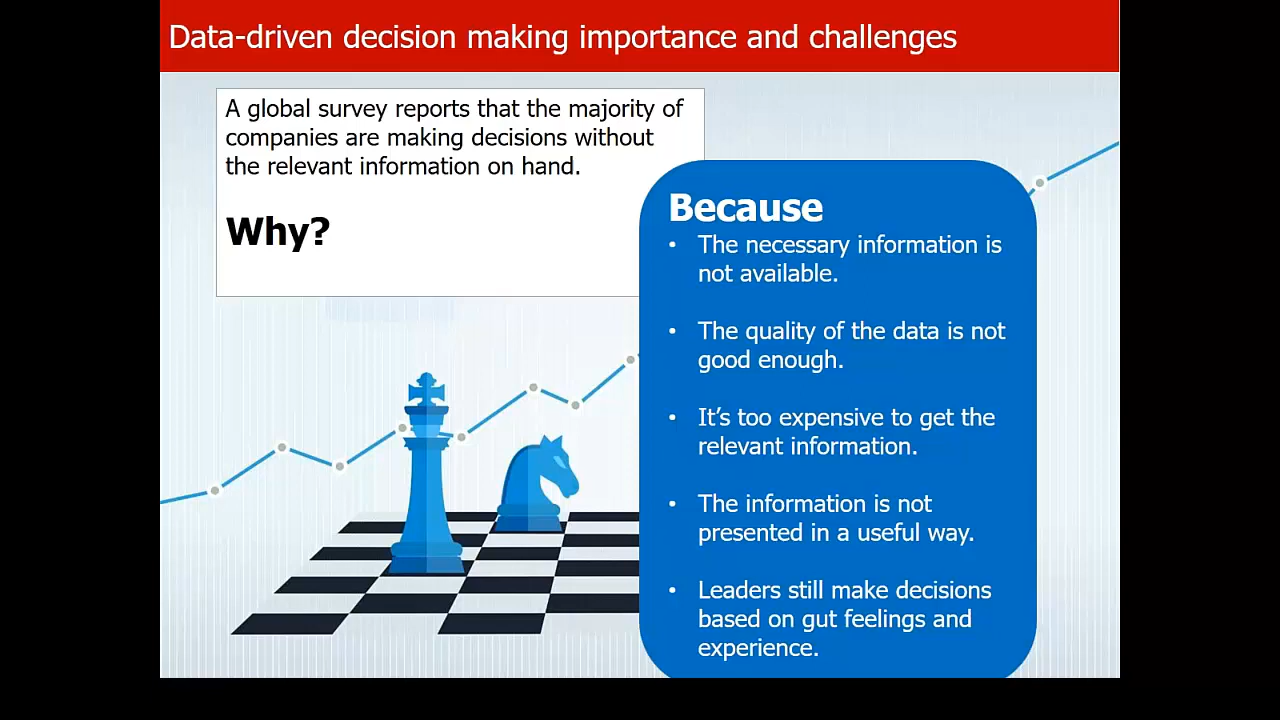 Data-driven decision making importance and challenges
A global survey reports that the majority of
companies are making decisions without
the relevant information on hand.
Why?
Because
• The necessary information is
not available.
• The quality of the data is not
good enough.
• It’s too expensive to get the
relevant information.
• The information is not
presented in a useful way.
• Leaders still make decisions
based on gut feelings and
experience.